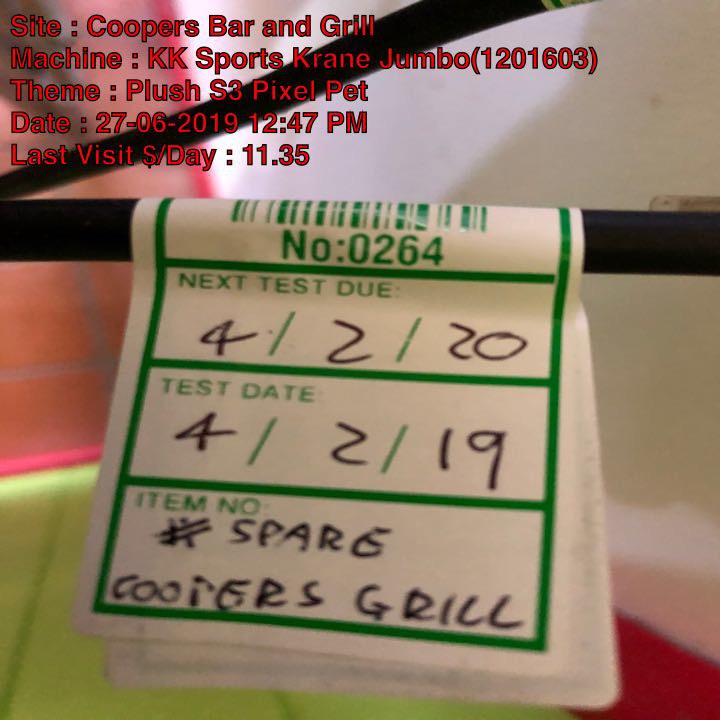 Site : Coopers Bar and Grill
Machine : KK Sports Krane Jumbo(1201603)
Theme : Plush S3 Pixel Pet
Date : 27-06-2019 12:47 PM
Last Visit $/Day : 11.35
No:0264
NEXT TEST DUE:
4 / 2 / 20
TEST DATE:
4 / 2 / 19
ITEM NO:
# SPARE
COOPERS GRILL